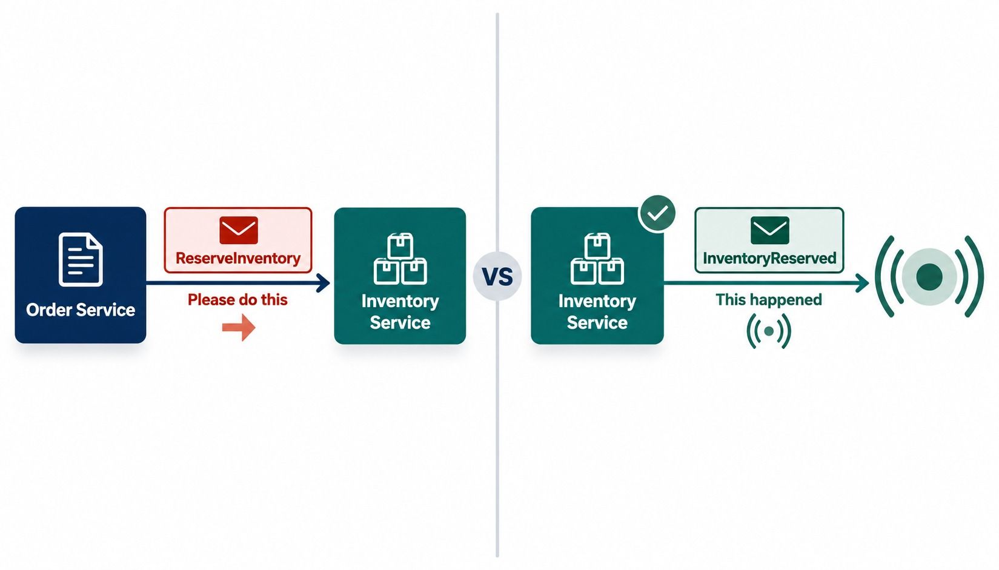 Order Service
ReserveInventory
Please do this
Inventory
Service
VS
Inventory
Service
InventoryReserved
This happened